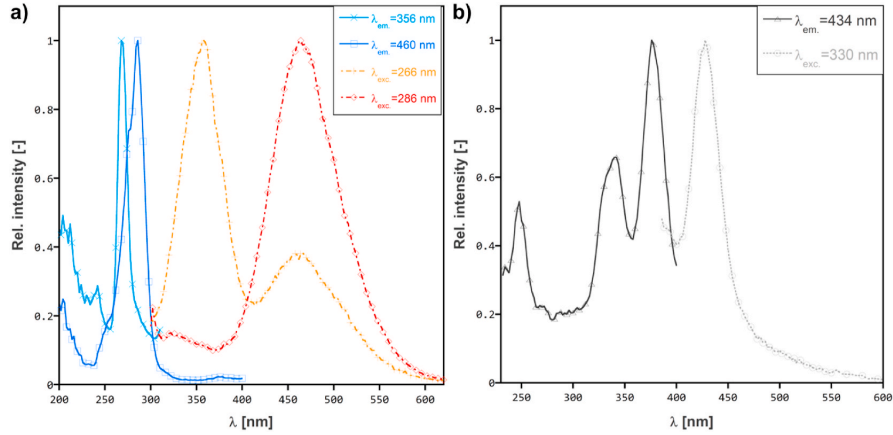 a)
λem.=356 nm
λem.=460 nm
λexc.=266 nm
λexc.=286 nm
Rel. intensity [-]
1
0.8
0.6
0.4
0.2
0
200 250 300 350 400 450 500 550 600
λ [nm]
b)
λem.=434 nm
λexc.=330 nm
Rel. intensity [-]
1
0.8
0.6
0.4
0.2
0
250 300 350 400 450 500 550 600
λ [nm]